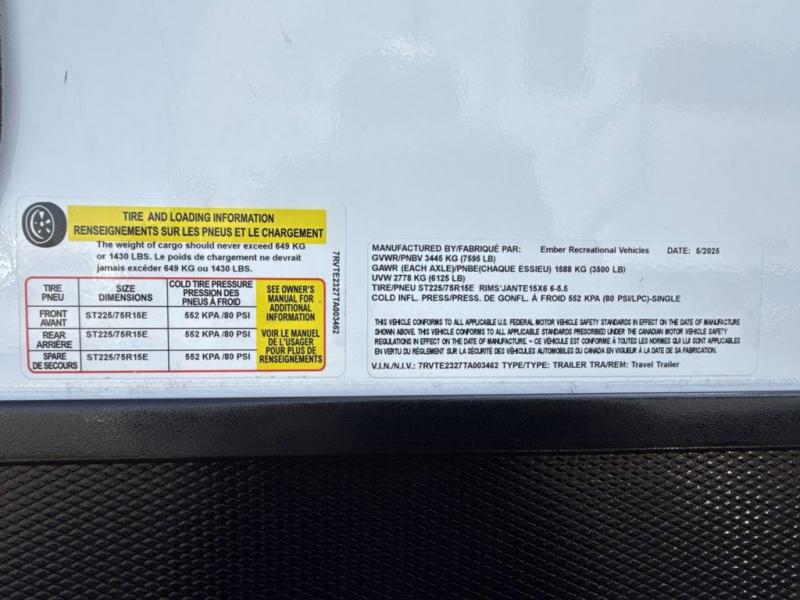 TIRE AND LOADING INFORMATION
RENSEIGNEMENTS SUR LES PNEUS ET LE CHARGEMENT
The weight of cargo should never exceed 649 KG
or 1430 LBS. Le poids de chargement ne devrait
jamais excéder 649 KG ou 1430 LBS.
TIRE
PNEU
SIZE
DIMENSIONS
COLD TIRE PRESSURE
PRESSION DES
PNEUS À FROID
SEE OWNER'S
MANUAL FOR
ADDITIONAL
INFORMATION
VOIR LE MANUEL
DE L'USAGER
POUR PLUS DE
RENSEIGNEMENTS
FRONT
AVANT
ST225/75R15E
552 KPA /80 PSI
REAR
ARRIÈRE
ST225/75R15E
552 KPA /80 PSI
SPARE
DE SECOURS
ST225/75R15E
552 KPA /80 PSI
7RVTE2327TA003462
MANUFACTURED BY/FABRIQUÉ PAR: Ember Recreational Vehicles DATE: 5/2025
GVWR/PNBV 3445 KG (7595 LB)
GAWR (EACH AXLE)/PNBE(CHAQUE ESSIEU) 1588 KG (3500 LB)
UVW 2778 KG (6125 LB)
TIRE/PNEU ST225/75R15E RIMS'JANTE15X6 6-5.5
COLD INFL. PRESS/PRESS. DE GONFL. À FROID 552 KPA (80 PSI/LPC)-SINGLE
THIS VEHICLE CONFORMS TO ALL APPLICABLE U.S. FEDERAL MOTOR VEHICLE SAFETY STANDARDS IN EFFECT ON THE DATE OF MANUFACTURE
SHOWN ABOVE. THIS VEHICLE CONFORMS TO ALL APPLICABLE STANDARDS PRESCRIBED UNDER THE CANADIAN MOTOR VEHICLE SAFETY
REGULATIONS IN EFFECT ON THE DATE OF MANUFACTURE. - CE VÉHICULE EST CONFORME À TOUTES LES NORMES QUI LUI SONT APPLICABLES
EN VERTU DU RÉGLEMENT SUR LA SÉCURITÉ DES VÉHICULES AUTOMOBILES DU CANADA EN VIGUEUR À LA DATE DE SA FABRICATION.
V.I.N./N.I.V.: 7RVTE2327TA003462 TYPE/TYPE: TRAILER TRA/REM: Travel Trailer